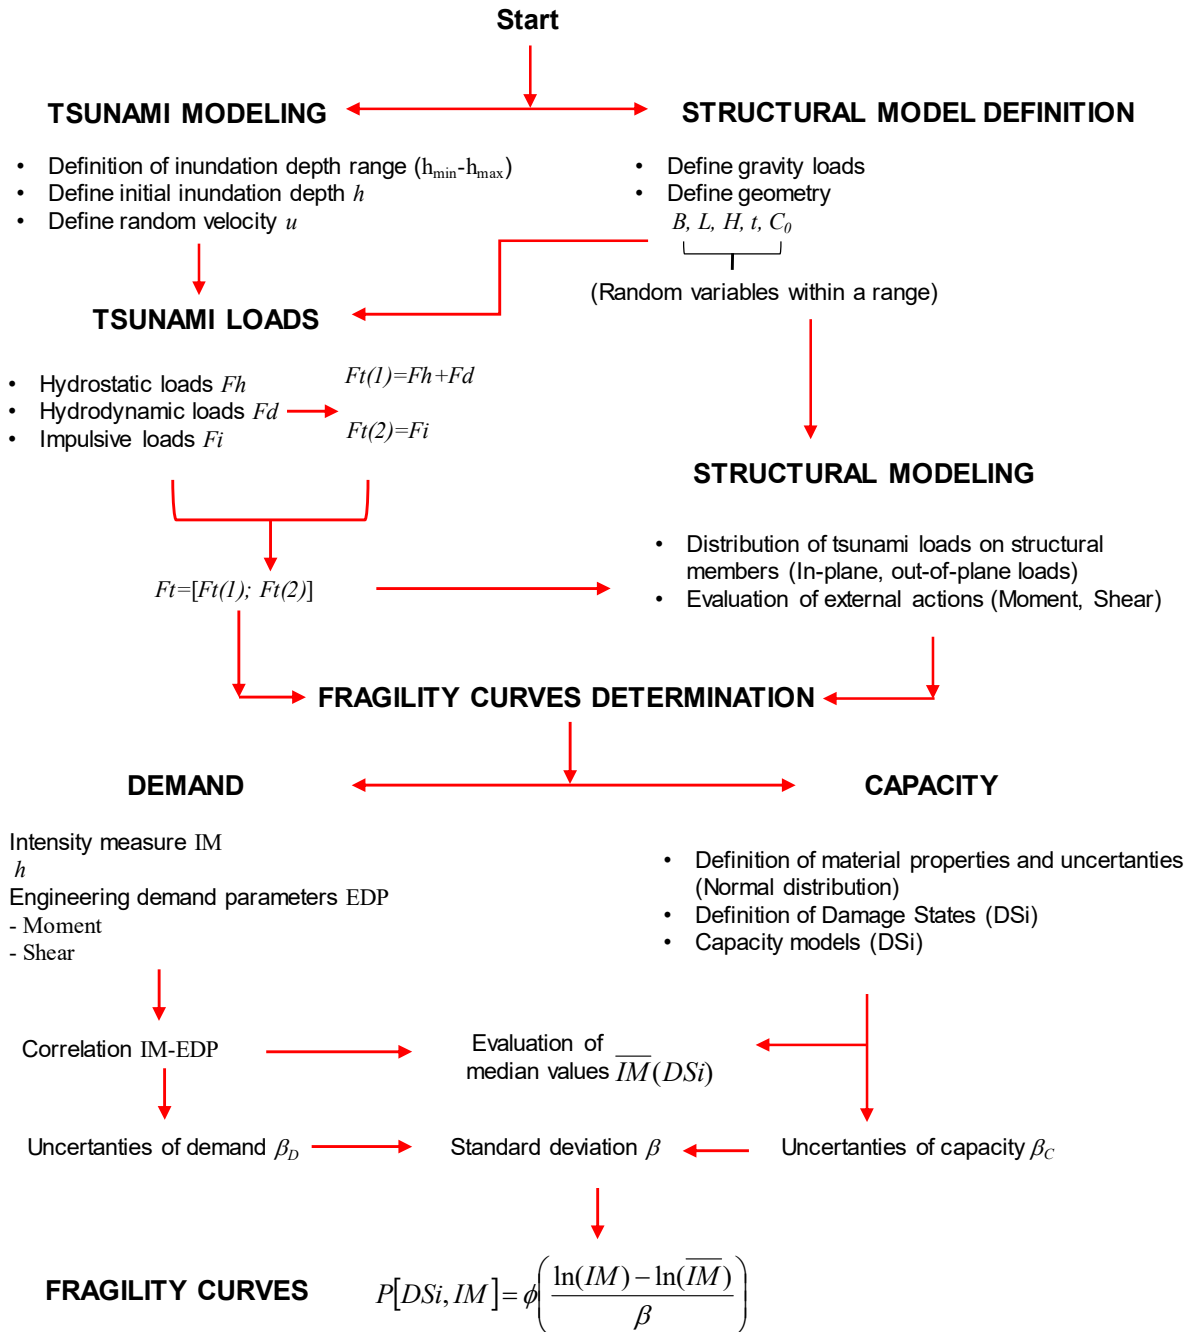 Start
TSUNAMI MODELING
• Definition of inundation depth range (hmin-hmax)
• Define initial inundation depth h
• Define random velocity u
STRUCTURAL MODEL DEFINITION
• Define gravity loads
• Define geometry
B, L, H, t, C0
(Random variables within a range)
TSUNAMI LOADS
• Hydrostatic loads Fh
• Hydrodynamic loads Fd
• Impulsive loads Fi
Ft(1)=Fh+Fd
Ft(2)=Fi
Ft=[Ft(1); Ft(2)]
STRUCTURAL MODELING
• Distribution of tsunami loads on structural
members (In-plane, out-of-plane loads)
• Evaluation of external actions (Moment, Shear)
FRAGILITY CURVES DETERMINATION
DEMAND
Intensity measure IM
h
Engineering demand parameters EDP
- Moment
- Shear
CAPACITY
• Definition of material properties and uncertanties
(Normal distribution)
• Definition of Damage States (DSi)
• Capacity models (DSi)
Correlation IM-EDP
Evaluation of
median values \overline{IM}(DSi)
Uncertanties of demand βD
Standard deviation β
Uncertanties of capacity βC
FRAGILITY CURVES
P[DSi, IM] = ϕ( (ln(IM) − ln(\overline{IM})) / β )